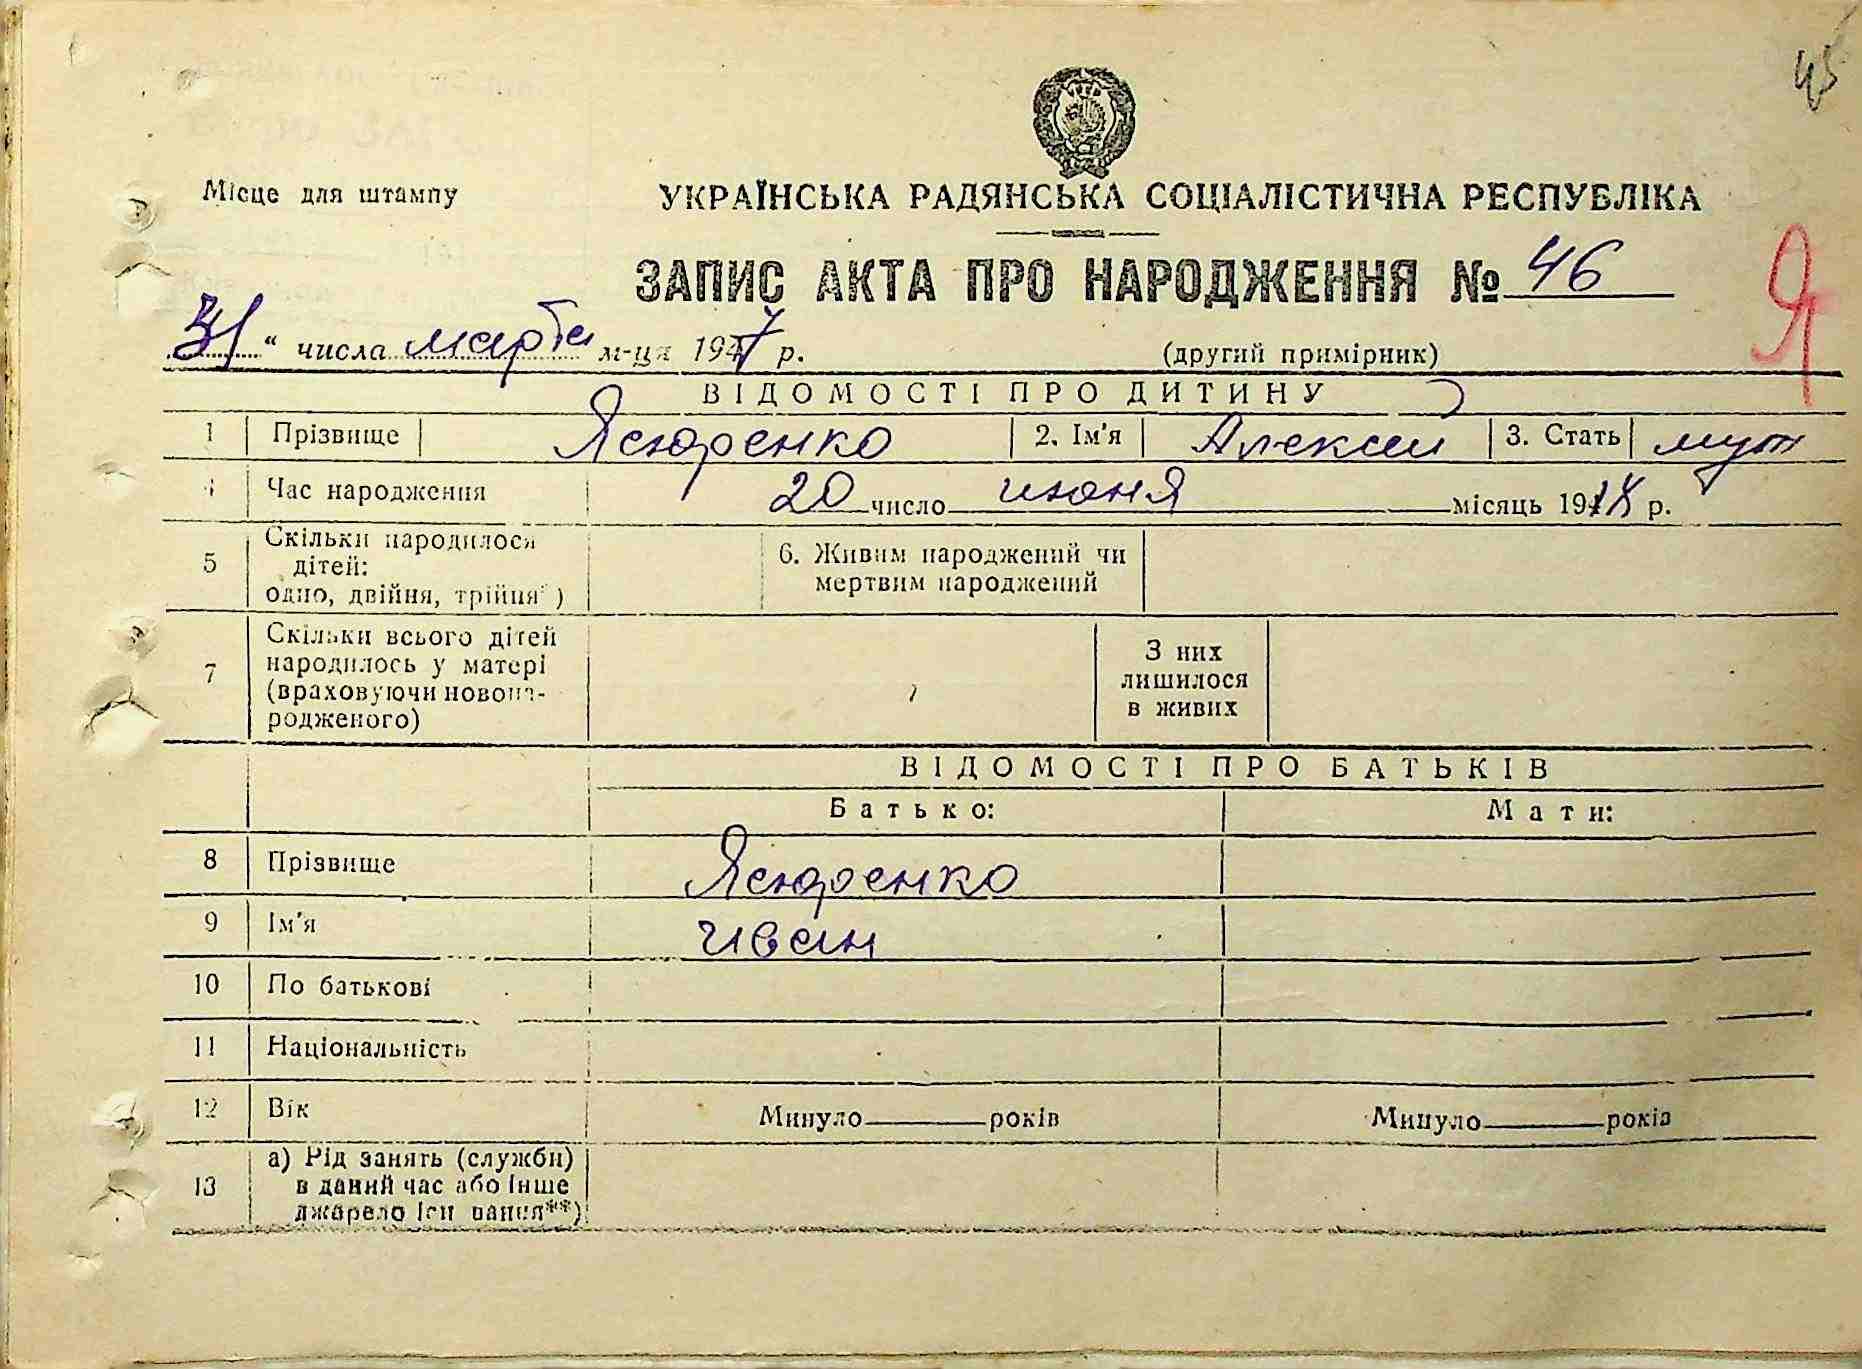 45
Місце для штампу
УКРАЇНСЬКА РАДЯНСЬКА СОЦІАЛІСТИЧНА РЕСПУБЛІКА
ЗАПИС АКТА ПРО НАРОДЖЕННЯ № 46
Я
31 " числа марта м-ця 1947 р.
(другий примірник)
ВІДОМОСТІ ПРО ДИТИНУ
1 Прізвище Ясюренко 2. Ім'я Алексей 3. Стать муж
4 Час народження 20 число июня місяць 19 р.
5 Скільки народилося дітей: одно, двійня, трійня*) 6. Живим народжений чи мертвим народжений
7 Скільки всього дітей народилось у матері (враховуючи новона-родженого) З них лишилося в живих
ВІДОМОСТІ ПРО БАТЬКІВ
Батько: Мати:
8 Прізвище Ясюренко
9 Ім'я Иван
10 По батькові
11 Національність
12 Вік Минуло років Минуло років
13 а) Рід занять (служби) в даний час або інше джерело існування**)